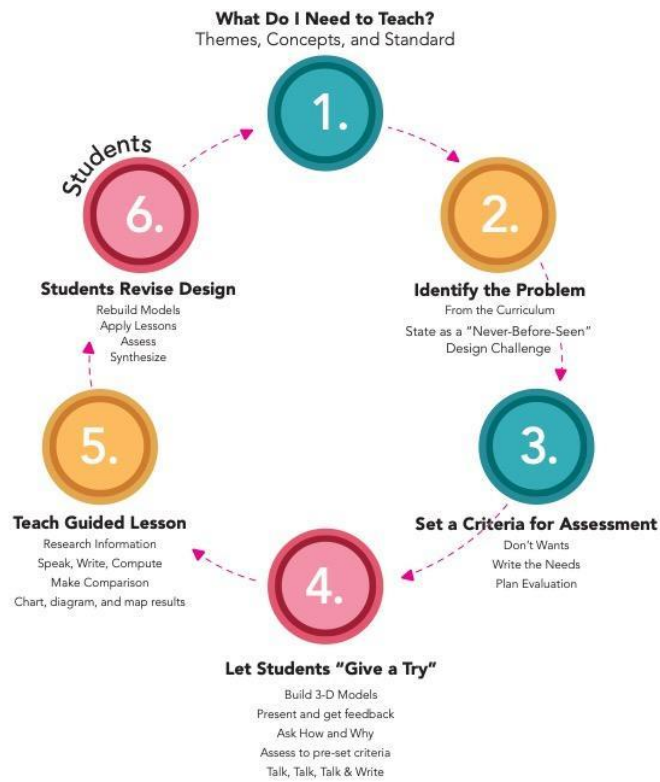 What Do I Need to Teach?
Themes, Concepts, and Standard
1.
2.
Identify the Problem
From the Curriculum
State as a “Never-Before-Seen”
Design Challenge
3.
Set a Criteria for Assessment
Don't Wants
Write the Needs
Plan Evaluation
4.
Let Students “Give a Try”
Build 3-D Models
Present and get feedback
Ask How and Why
Assess to pre-set criteria
Talk, Talk, Talk & Write
5.
Teach Guided Lesson
Research Information
Speak, Write, Compute
Make Comparison
Chart, diagram, and map results
Students
6.
Students Revise Design
Rebuild Models
Apply Lessons
Assess
Synthesize